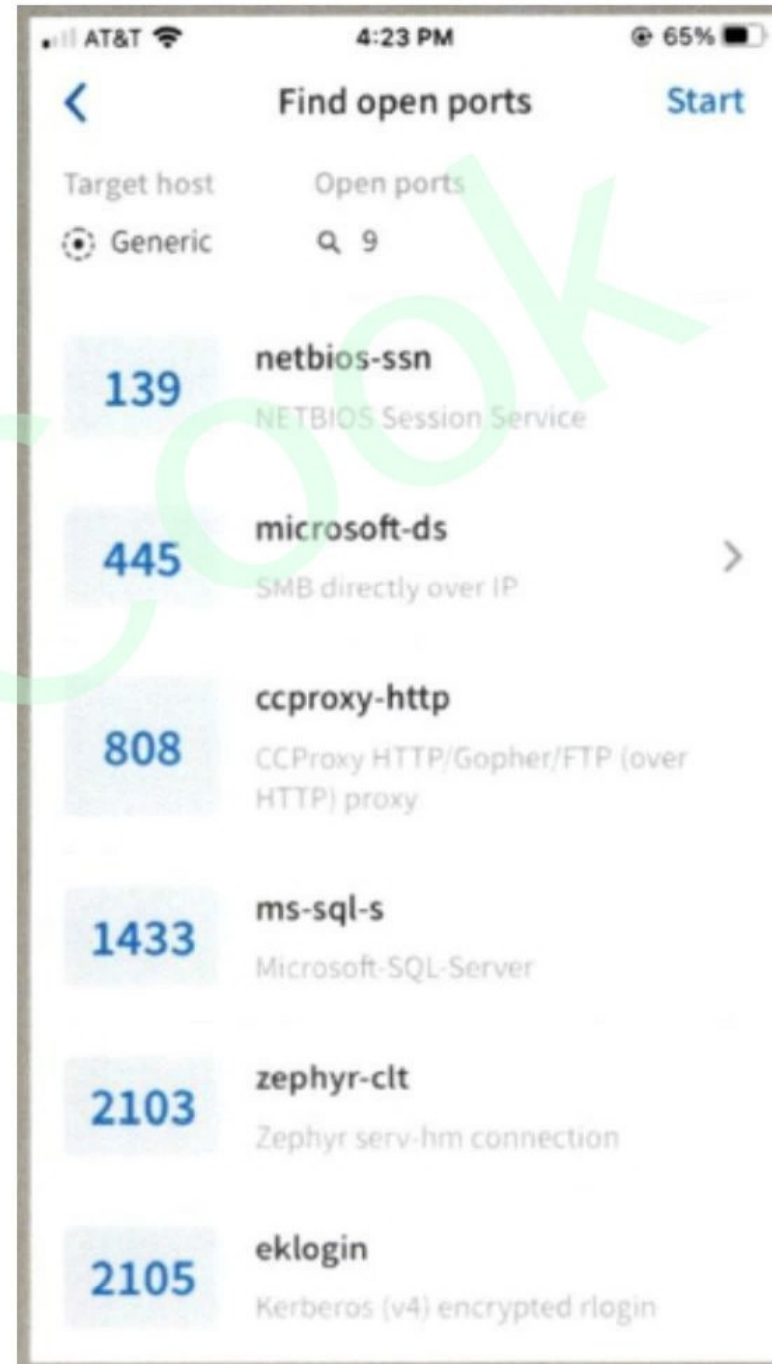 AT&T 4:23 PM 65%
Find open ports Start
Target host Open ports
Generic 9
139 netbios-ssn
NETBIOS Session Service
445 microsoft-ds
SMB directly over IP
808 ccproxy-http
CCProxy HTTP/Gopher/FTP (over
HTTP) proxy
1433 ms-sql-s
Microsoft-SQL-Server
2103 zephyr-clt
Zephyr serv-hm connection
2105 eklogin
Kerberos (v4) encrypted rlogin
Cook